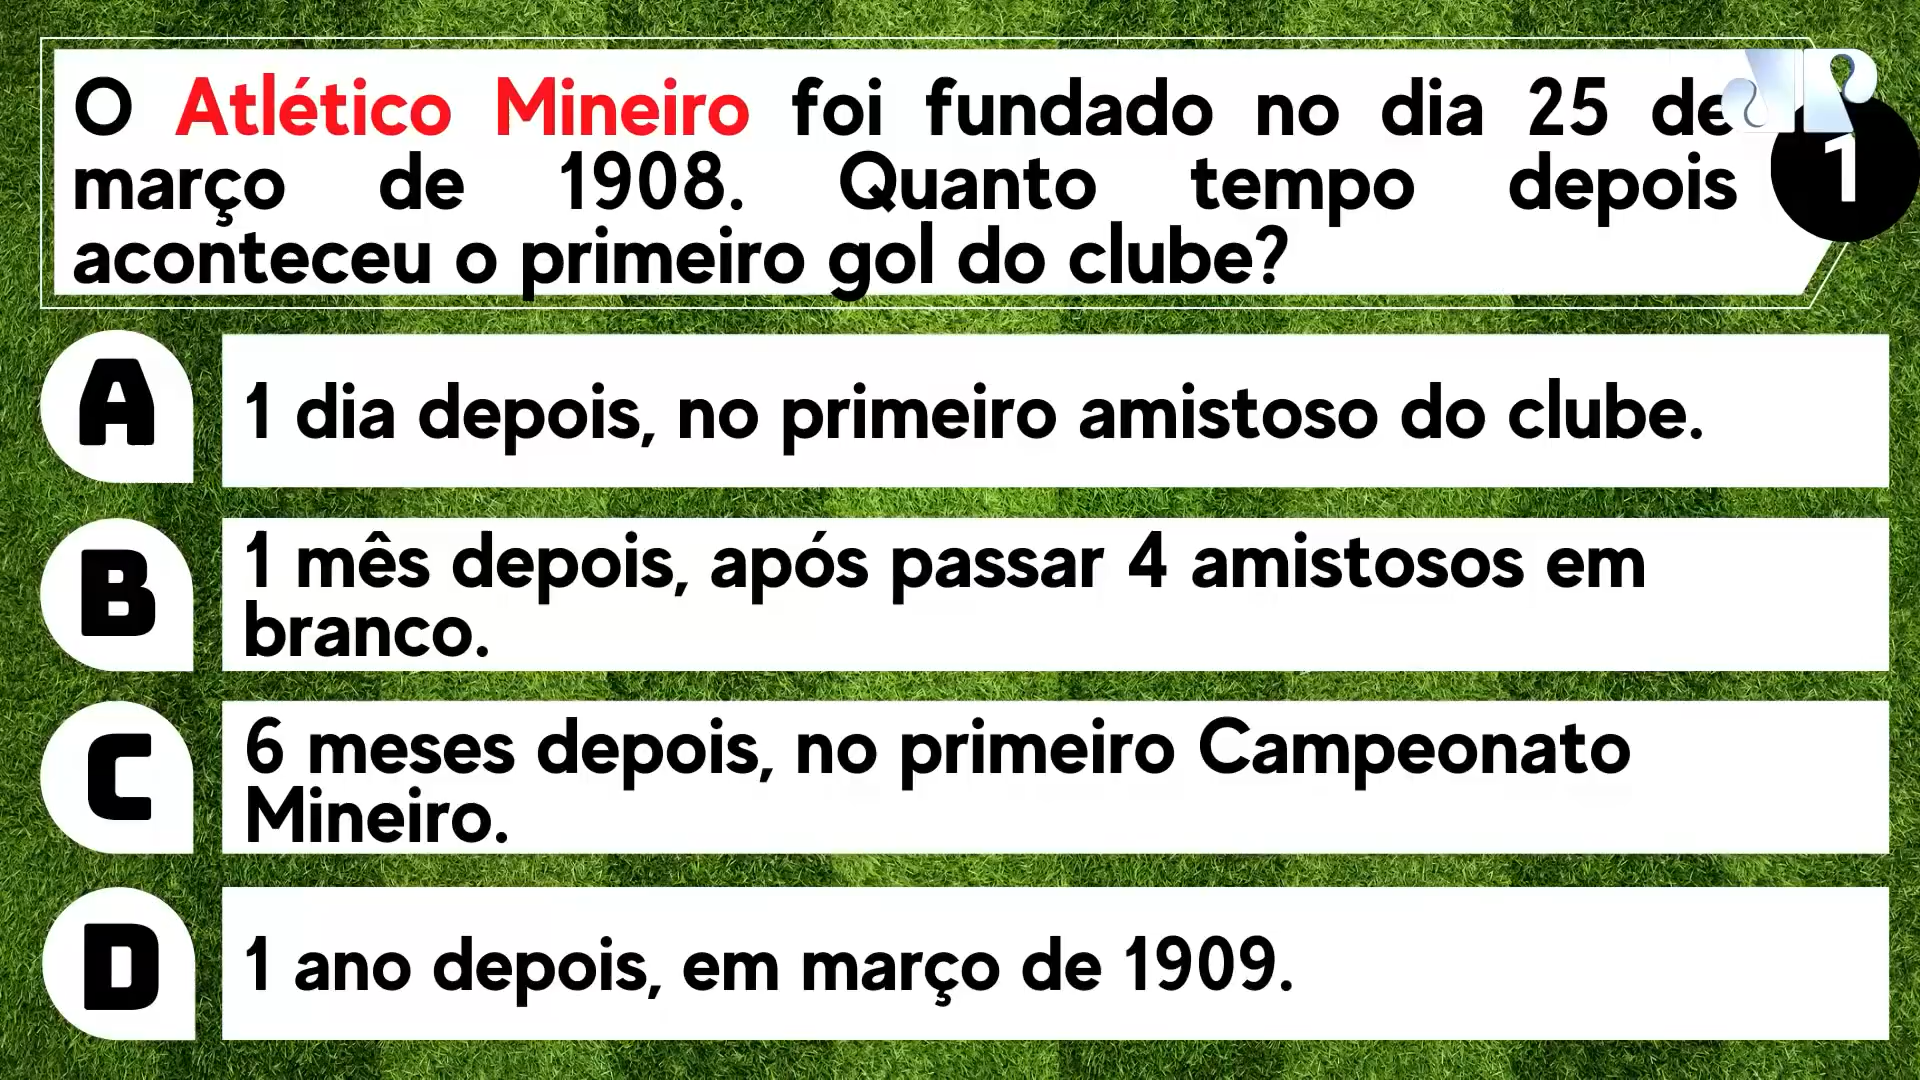 O Atlético Mineiro foi fundado no dia 25 de
março de 1908. Quanto tempo depois
aconteceu o primeiro gol do clube?
JP
1
A
1 dia depois, no primeiro amistoso do clube.
B
1 mês depois, após passar 4 amistosos em
branco.
C
6 meses depois, no primeiro Campeonato
Mineiro.
D
1 ano depois, em março de 1909.